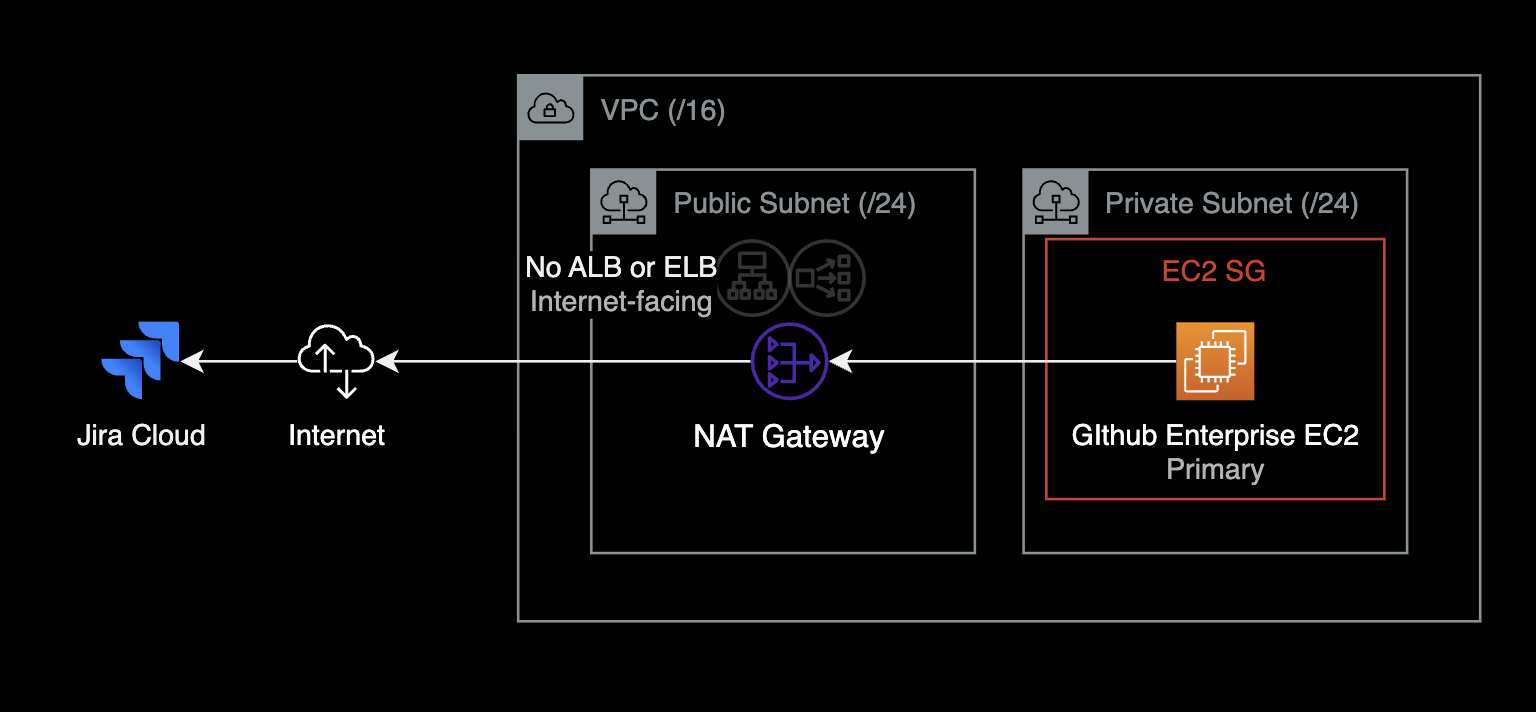 VPC (/16)
Public Subnet (/24)
Private Subnet (/24)
No ALB or ELB
Internet-facing
EC2 SG
Jira Cloud
Internet
NAT Gateway
GIthub Enterprise EC2
Primary